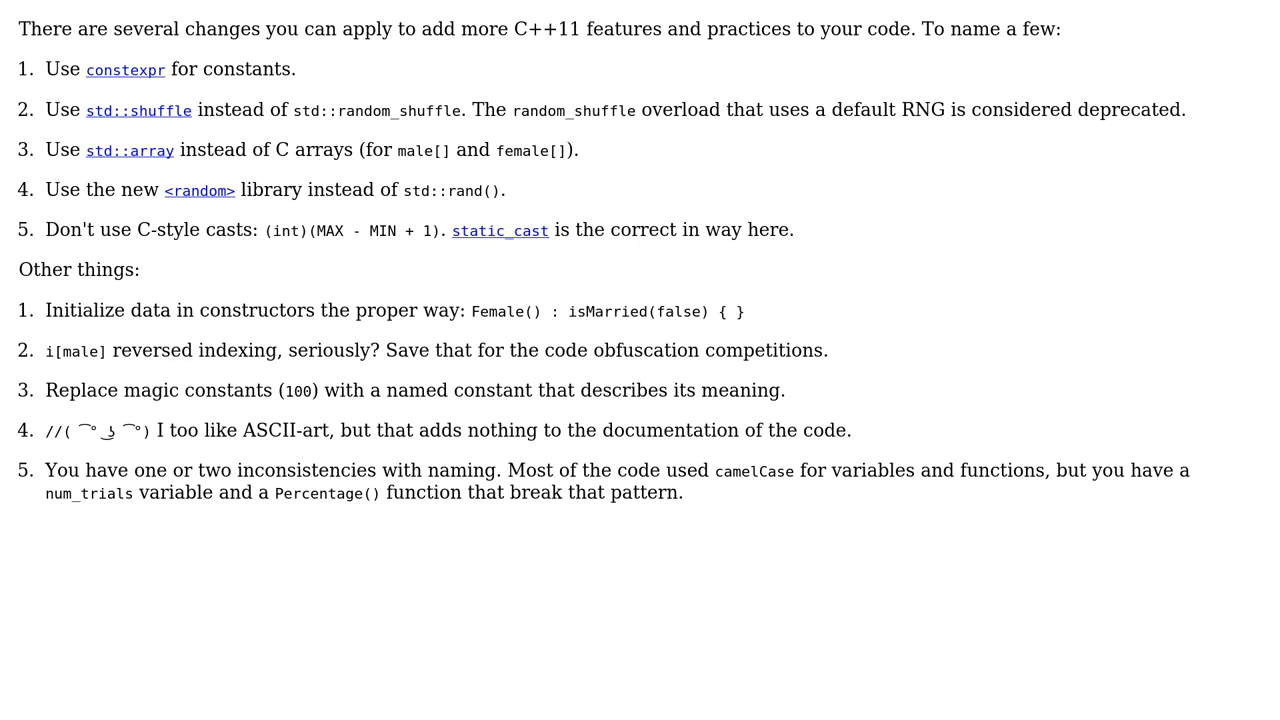 There are several changes you can apply to add more C++11 features and practices to your code. To name a few:
1. Use constexpr for constants.
2. Use std::shuffle instead of std::random_shuffle. The random_shuffle overload that uses a default RNG is considered deprecated.
3. Use std::array instead of C arrays (for male[] and female[]).
4. Use the new <random> library instead of std::rand().
5. Don't use C-style casts: (int)(MAX - MIN + 1). static_cast is the correct in way here.
Other things:
1. Initialize data in constructors the proper way: Female() : isMarried(false) { }
2. i[male] reversed indexing, seriously? Save that for the code obfuscation competitions.
3. Replace magic constants (100) with a named constant that describes its meaning.
4. //( ͡° ͜ʖ ͡°) I too like ASCII-art, but that adds nothing to the documentation of the code.
5. You have one or two inconsistencies with naming. Most of the code used camelCase for variables and functions, but you have a
num_trials variable and a Percentage() function that break that pattern.